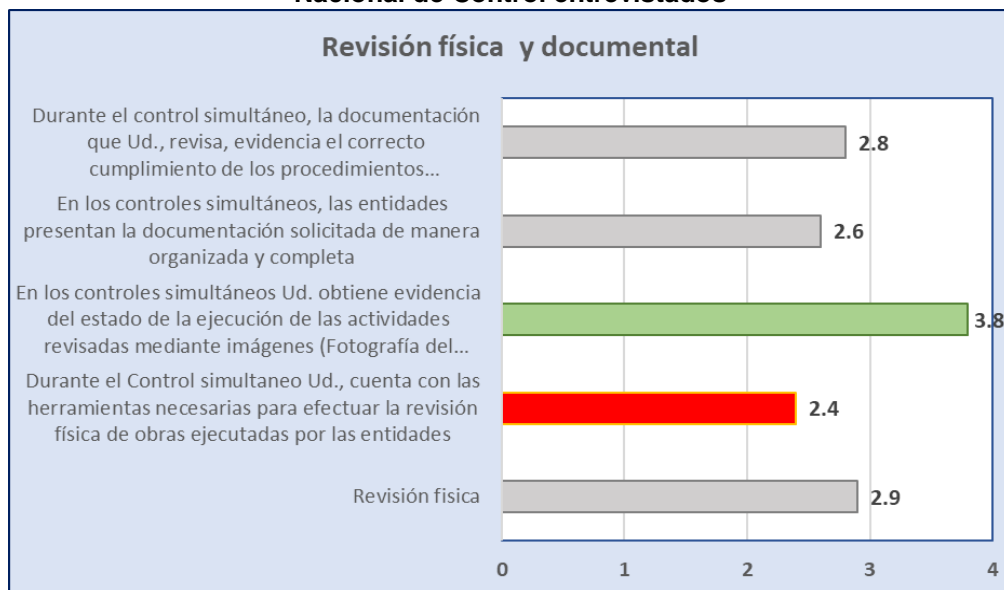 Nacional de Control entrevistados
Revisión física y documental
Durante el control simultáneo, la documentación
que Ud., revisa, evidencia el correcto
cumplimiento de los procedimientos...
2.8
En los controles simultáneos, las entidades
presentan la documentación solicitada de manera
organizada y completa
2.6
En los controles simultáneos Ud. obtiene evidencia
del estado de la ejecución de las actividades
revisadas mediante imágenes (Fotografía del...
3.8
Durante el Control simultaneo Ud., cuenta con las
herramientas necesarias para efectuar la revisión
física de obras ejecutadas por las entidades
2.4
Revisión fisica
2.9
0 1 2 3 4